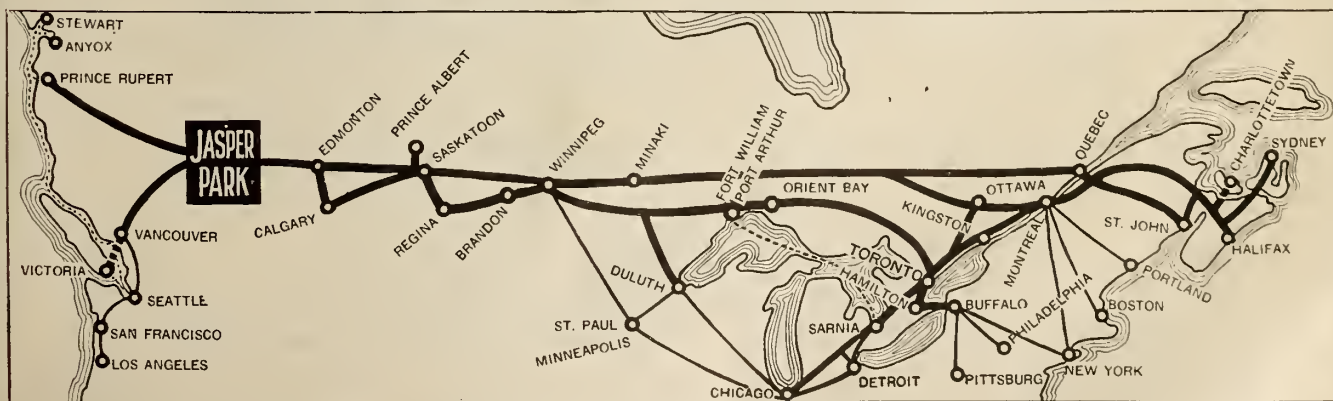 STEWART
ANYOX
PRINCE RUPERT
JASPER
PARK
VANCOUVER
VICTORIA
SEATTLE
SAN FRANCISCO
LOS ANGELES
EDMONTON
CALGARY
PRINCE ALBERT
SASKATOON
REGINA
BRANDON
WINNIPEG
MINAKI
FORT WILLIAM
PORT ARTHUR
ORIENT BAY
DULUTH
ST. PAUL
MINNEAPOLIS
CHICAGO
SARNIA
DETROIT
TORONTO
HAMILTON
KINGSTON
OTTAWA
MONTREAL
QUEBEC
BUFFALO
PITTSBURG
PHILADELPHIA
NEW YORK
BOSTON
PORTLAND
ST. JOHN
HALIFAX
CHARLOTTETOWN
SYDNEY